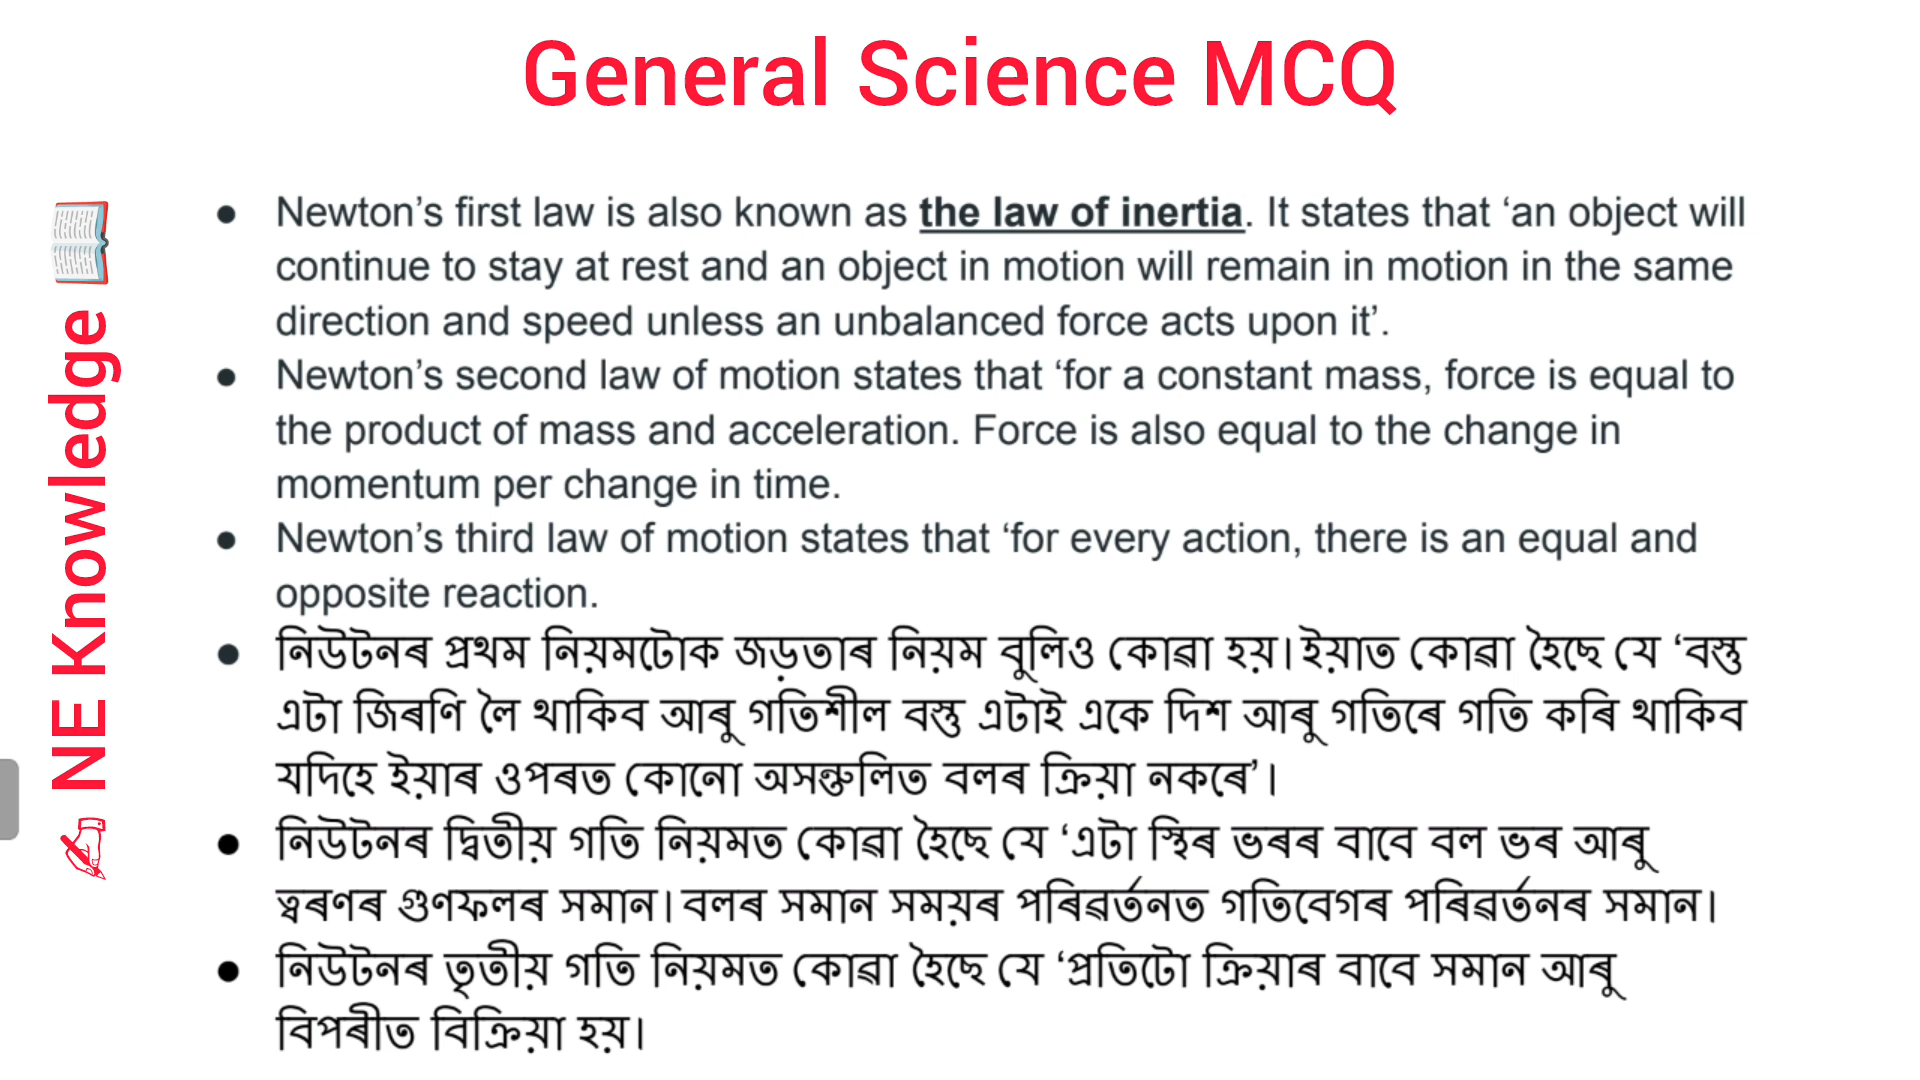 General Science MCQ
NE Knowledge
● Newton’s first law is also known as the law of inertia. It states that ‘an object will
continue to stay at rest and an object in motion will remain in motion in the same
direction and speed unless an unbalanced force acts upon it’.
● Newton’s second law of motion states that ‘for a constant mass, force is equal to
the product of mass and acceleration. Force is also equal to the change in
momentum per change in time.
● Newton’s third law of motion states that ‘for every action, there is an equal and
opposite reaction.
● নিউটনৰ প্ৰথম নিয়মটোক জড়তাৰ নিয়ম বুলিও কোৱা হয়। ইয়াত কোৱা হৈছে যে ‘বস্তু
এটা জিৰণি লৈ থাকিব আৰু গতিশীল বস্তু এটাই একে দিশ আৰু গতিৰে গতি কৰি থাকিব
যদিহে ইয়াৰ ওপৰত কোনো অসন্তুলিত বলৰ ক্ৰিয়া নকৰে’।
● নিউটনৰ দ্বিতীয় গতি নিয়মত কোৱা হৈছে যে ‘এটা স্থিৰ ভৰৰ বাবে বল ভৰ আৰু
ত্বৰণৰ গুণফলৰ সমান। বলৰ সমান সময়ৰ পৰিৱৰ্তনত গতিবেগৰ পৰিৱৰ্তনৰ সমান।
● নিউটনৰ তৃতীয় গতি নিয়মত কোৱা হৈছে যে ‘প্ৰতিটো ক্ৰিয়াৰ বাবে সমান আৰু
বিপৰীত বিক্ৰিয়া হয়।